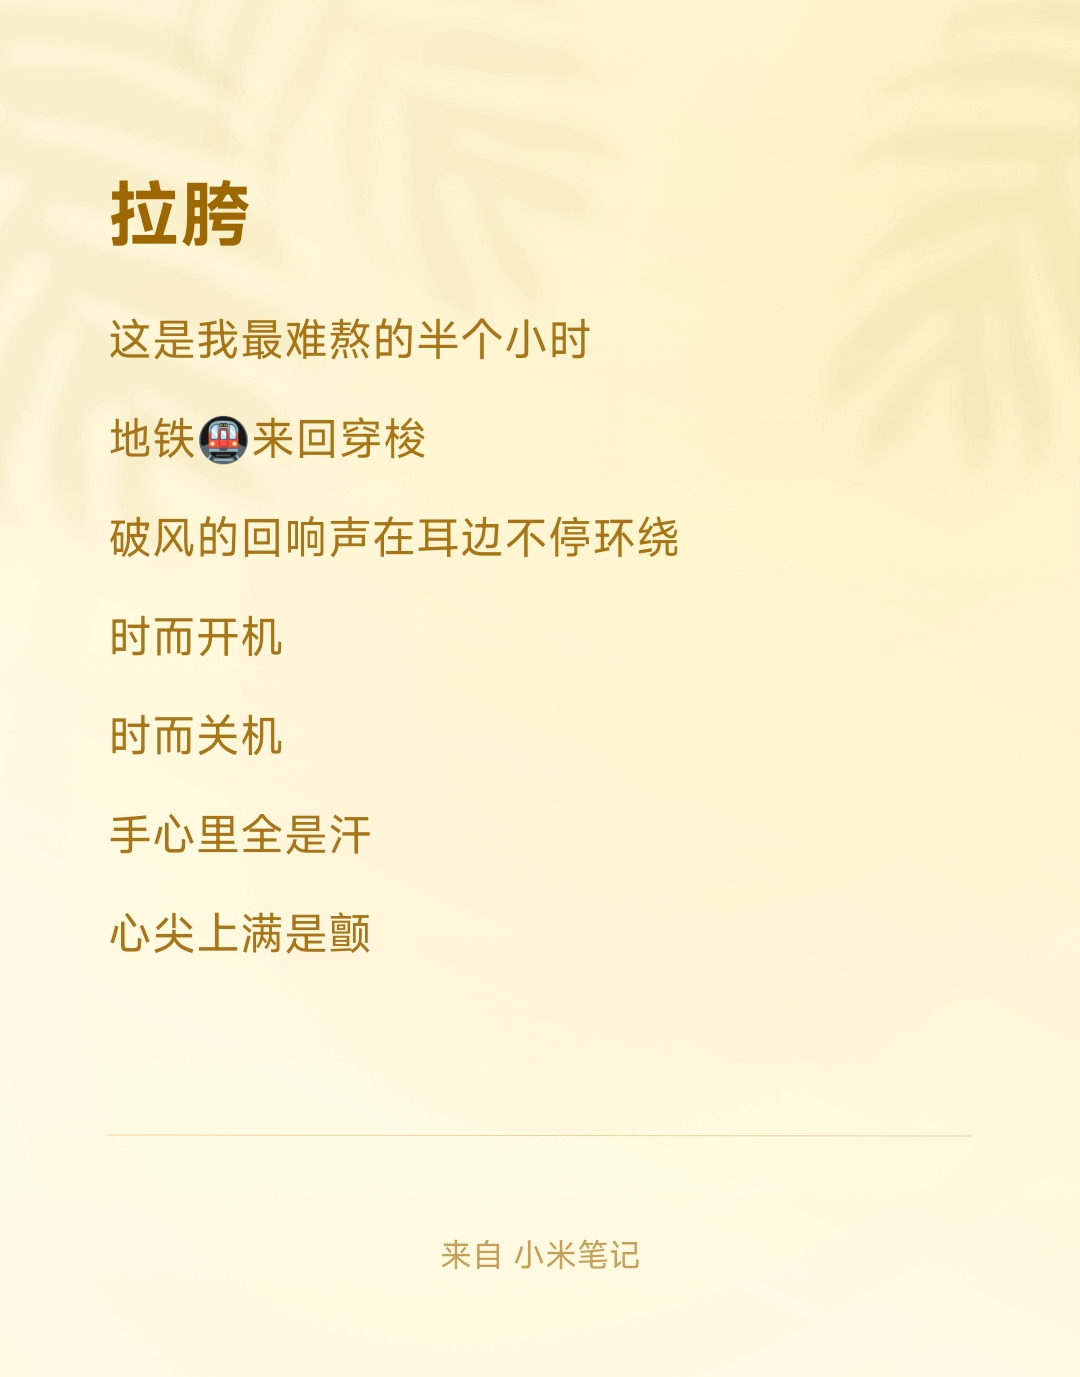 拉胯
这是我最难熬的半个小时
地铁🚇来回穿梭
破风的回响声在耳边不停环绕
时而开机
时而关机
手心里全是汗
心尖上满是颤
来自 小米笔记